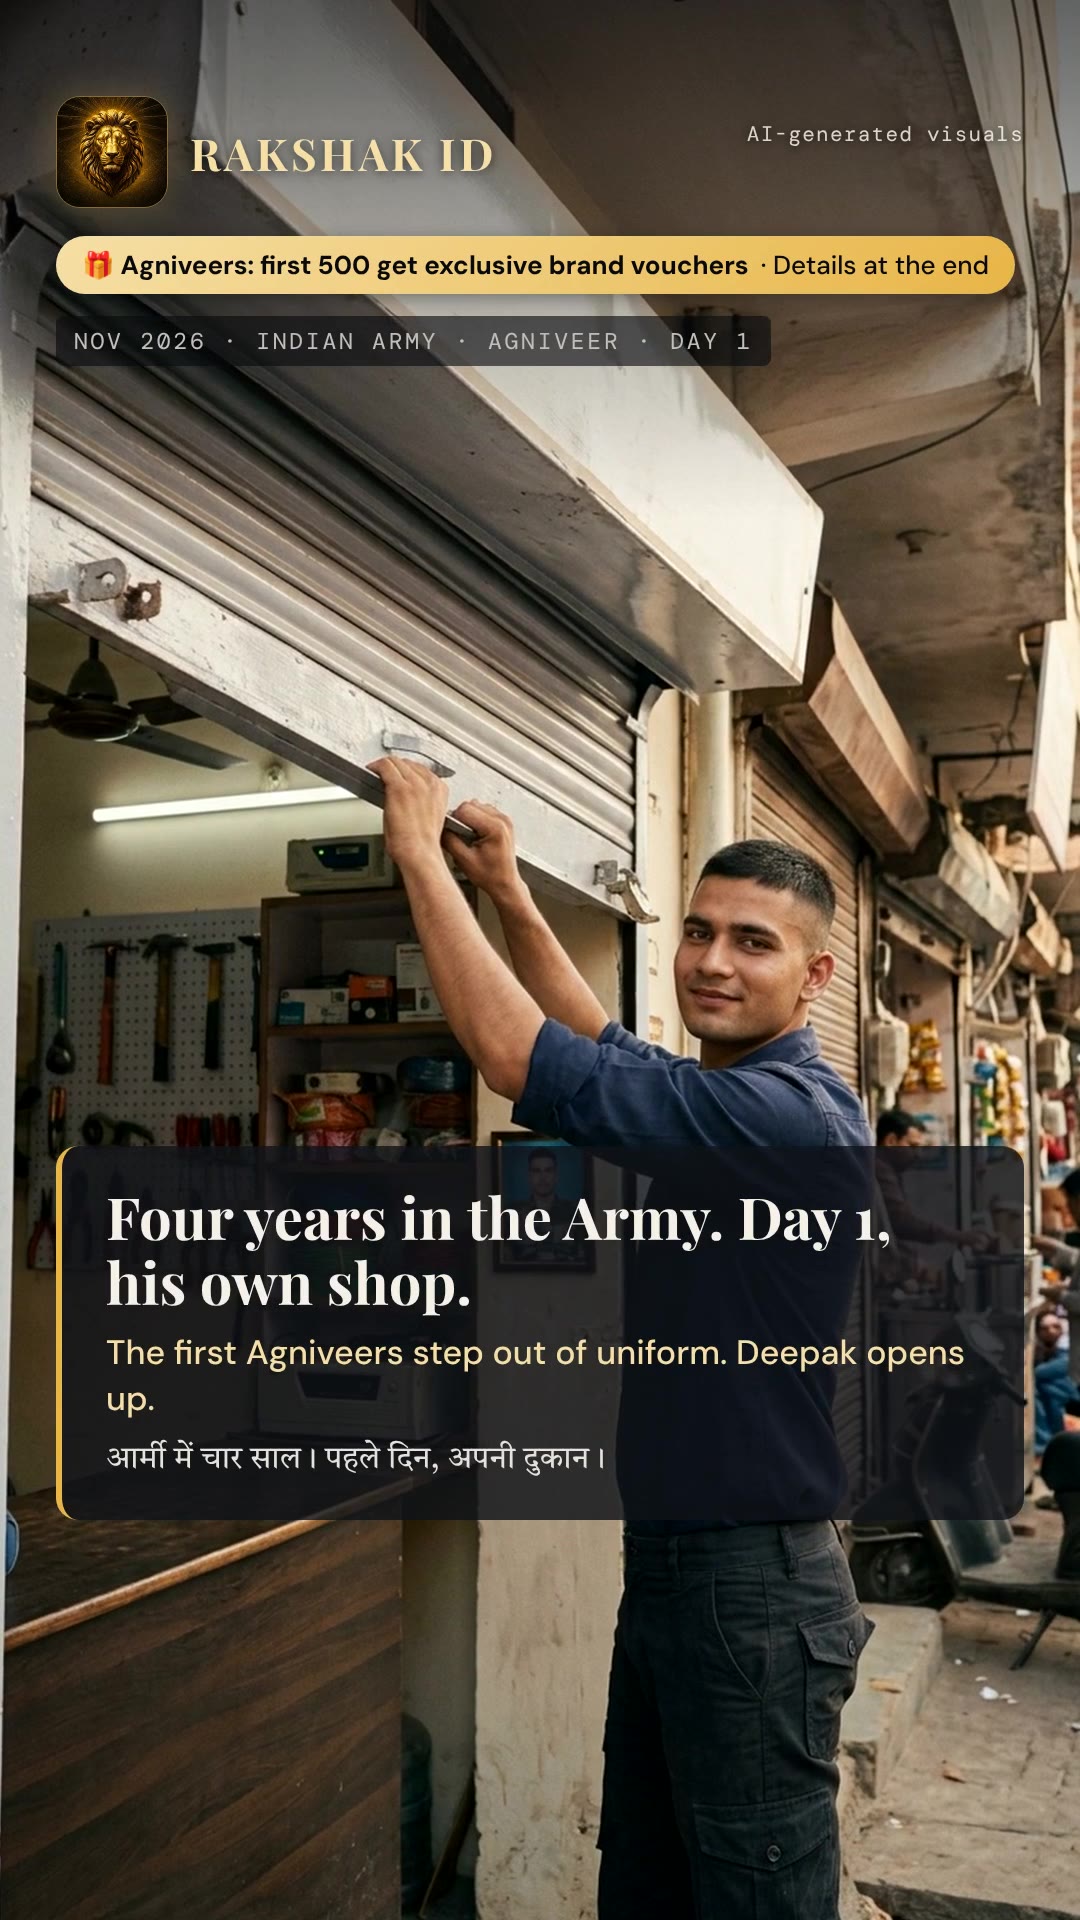 RAKSHAK ID
AI-generated visuals
🎁 Agniveers: first 500 get exclusive brand vouchers · Details at the end
NOV 2026 · INDIAN ARMY · AGNIVEER · DAY 1
Four years in the Army. Day 1,
his own shop.
The first Agniveers step out of uniform. Deepak opens
up.
आर्मी में चार साल। पहले दिन, अपनी दुकान।